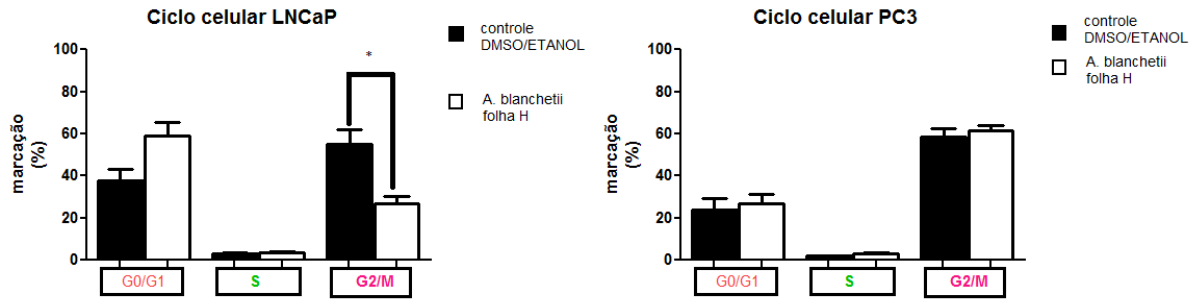 Ciclo celular LNCaP
controle
DMSO/ETANOL
A. blanchetii
folha H
*
marcação
(%)
100
80
60
40
20
0
G0/G1
S
G2/M
Ciclo celular PC3
controle
DMSO/ETANOL
A. blanchetii
folha H
marcação
(%)
100
80
60
40
20
0
G0/G1
S
G2/M